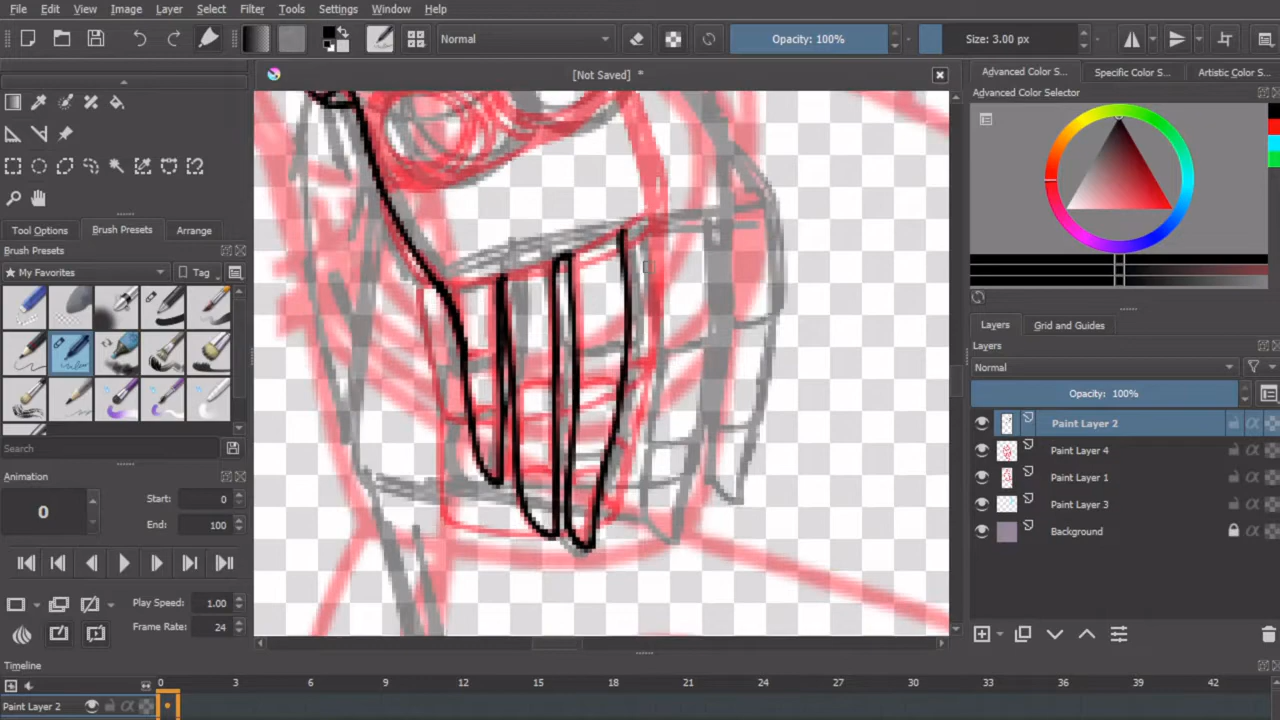 File Edit View Image Layer Select Filter Tools Settings Window Help
Normal
Opacity: 100%
Size: 3.00 px
[Not Saved] *
Advanced Color S...
Specific Color S...
Artistic Color S...
Advanced Color Selector
Tool Options
Brush Presets
Arrange
Brush Presets
My Favorites
Tag
Search
Animation
0
Start: 0
End: 100
Play Speed: 1.00
Frame Rate: 24
Layers
Grid and Guides
Layers
Normal
Opacity: 100%
Paint Layer 2
Paint Layer 4
Paint Layer 1
Paint Layer 3
Background
Timeline
0 3 6 9 12 15 18 21 24 27 30 33 36 39 42
Paint Layer 2